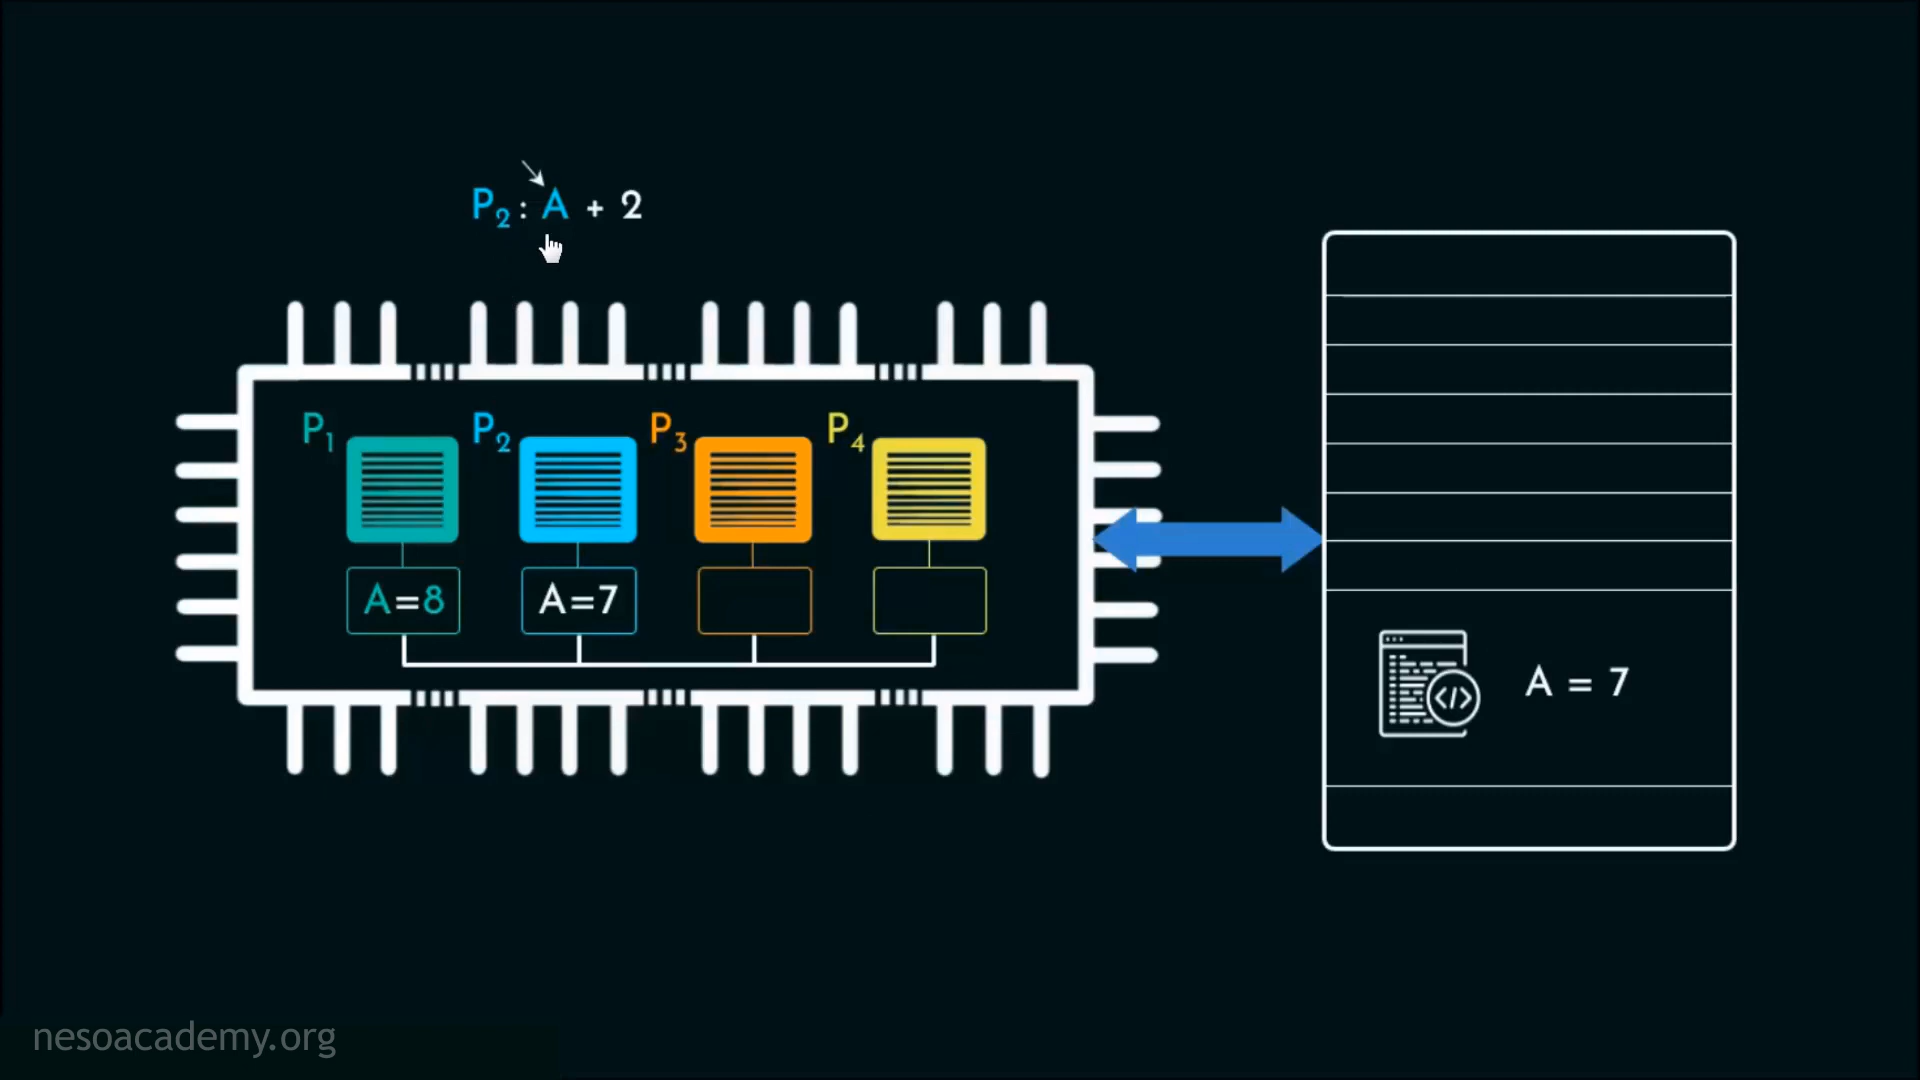 P₂ : A + 2
P₁ P₂ P₃ P₄
A=8 A=7
</>
A = 7
nesoacademy.org